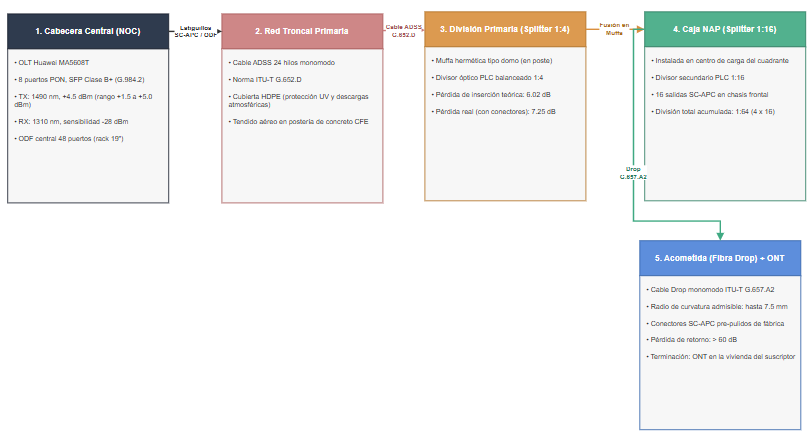 1. Cabecera Central (NOC)
• OLT Huawei MA5608T
• 8 puertos PON, SFP Clase B+ (G.984.2)
• TX: 1490 nm, +4.5 dBm (rango +1.5 a +5.0
dBm)
• RX: 1310 nm, sensibilidad -28 dBm
• ODF central 48 puertos (rack 19")
Latiguillos
SC-APC / ODF
2. Red Troncal Primaria
• Cable ADSS 24 hilos monomodo
• Norma ITU-T G.652.D
• Cubierta HDPE (protección UV y descargas
atmosféricas)
• Tendido aéreo en postería de concreto CFE
Cable ADSS
G.652.D
3. División Primaria (Splitter 1:4)
• Muffa hermética tipo domo (en poste)
• Divisor óptico PLC balanceado 1:4
• Pérdida de inserción teórica: 6.02 dB
• Pérdida real (con conectores): 7.25 dB
Fusión en
Muffa
4. Caja NAP (Splitter 1:16)
• Instalada en centro de carga del cuadrante
• Divisor secundario PLC 1:16
• 16 salidas SC-APC en chasis frontal
• División total acumulada: 1:64 (4 x 16)
Drop
G.657.A2
5. Acometida (Fibra Drop) + ONT
• Cable Drop monomodo ITU-T G.657.A2
• Radio de curvatura admisible: hasta 7.5 mm
• Conectores SC-APC pre-pulidos de fábrica
• Pérdida de retorno: > 60 dB
• Terminación: ONT en la vivienda del suscriptor